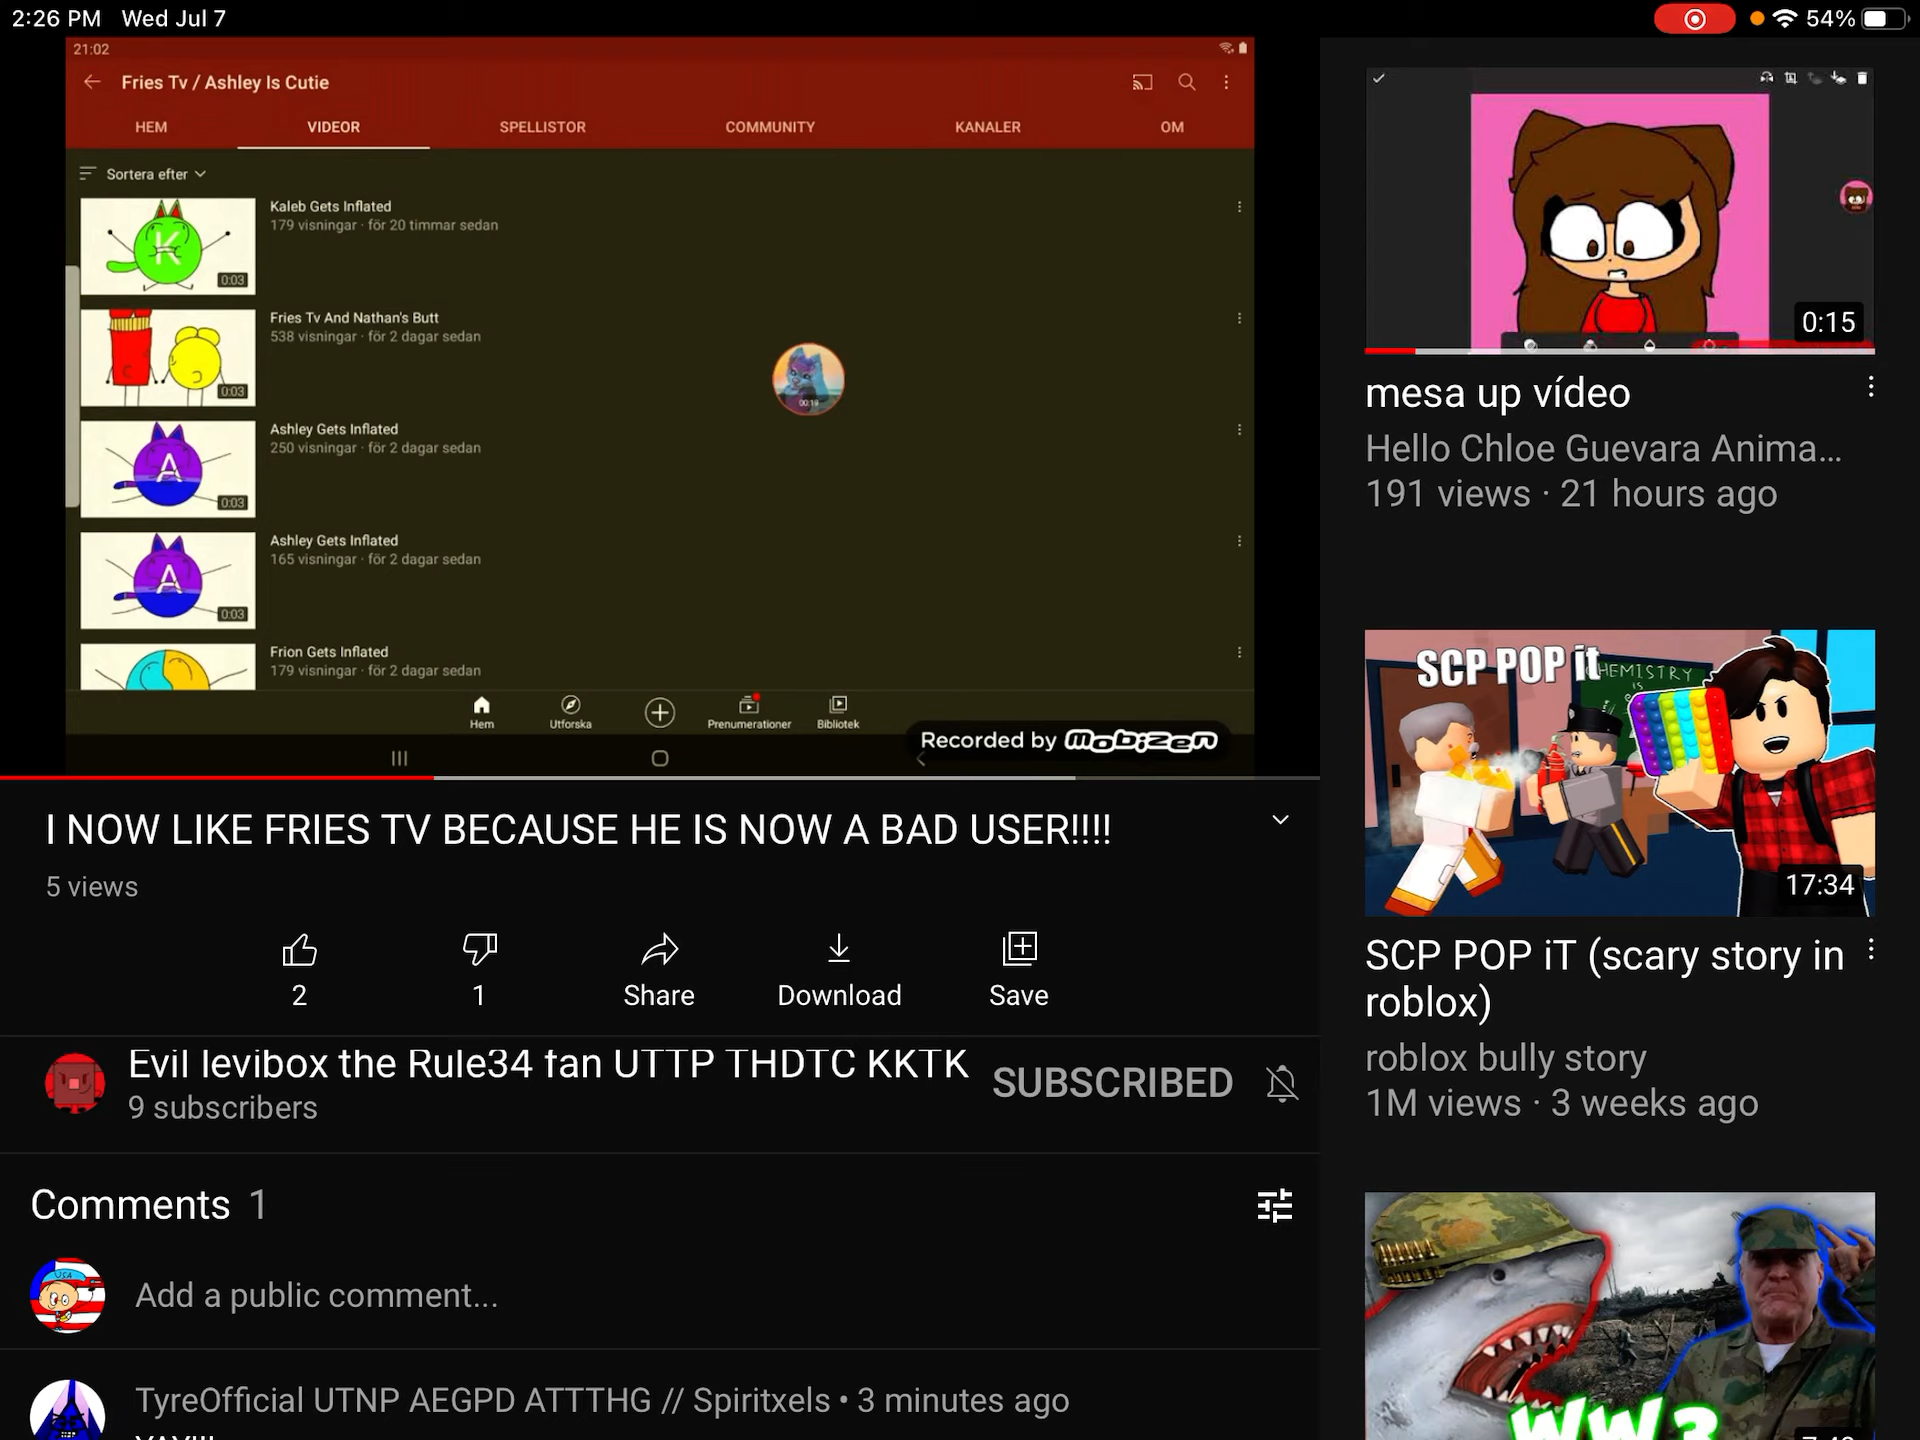 2:26 PM Wed Jul 7
54%
21:02
Fries Tv / Ashley Is Cutie
HEM VIDEOR SPELLISTOR COMMUNITY KANALER OM
Sortera efter
Kaleb Gets Inflated
179 visningar · för 20 timmar sedan
K
0:03
Fries Tv And Nathan's Butt
538 visningar · för 2 dagar sedan
0:03
Ashley Gets Inflated
250 visningar · för 2 dagar sedan
A
0:03
Ashley Gets Inflated
165 visningar · för 2 dagar sedan
A
0:03
Frion Gets Inflated
179 visningar · för 2 dagar sedan
00:19
Hem Utforska Prenumerationer Bibliotek
Recorded by mobizen
I NOW LIKE FRIES TV BECAUSE HE IS NOW A BAD USER!!!!
5 views
2 1 Share Download Save
Evil levibox the Rule34 fan UTTP THDTC KKTK
9 subscribers
SUBSCRIBED
Comments 1
USA
Add a public comment...
TyreOfficial UTNP AEGPD ATTTHG // Spiritxels • 3 minutes ago
0:15
mesa up vídeo
Hello Chloe Guevara Anima...
191 views · 21 hours ago
SCP POP it
CHEMISTRY
IS
17:34
SCP POP iT (scary story in
roblox)
roblox bully story
1M views · 3 weeks ago
WW3